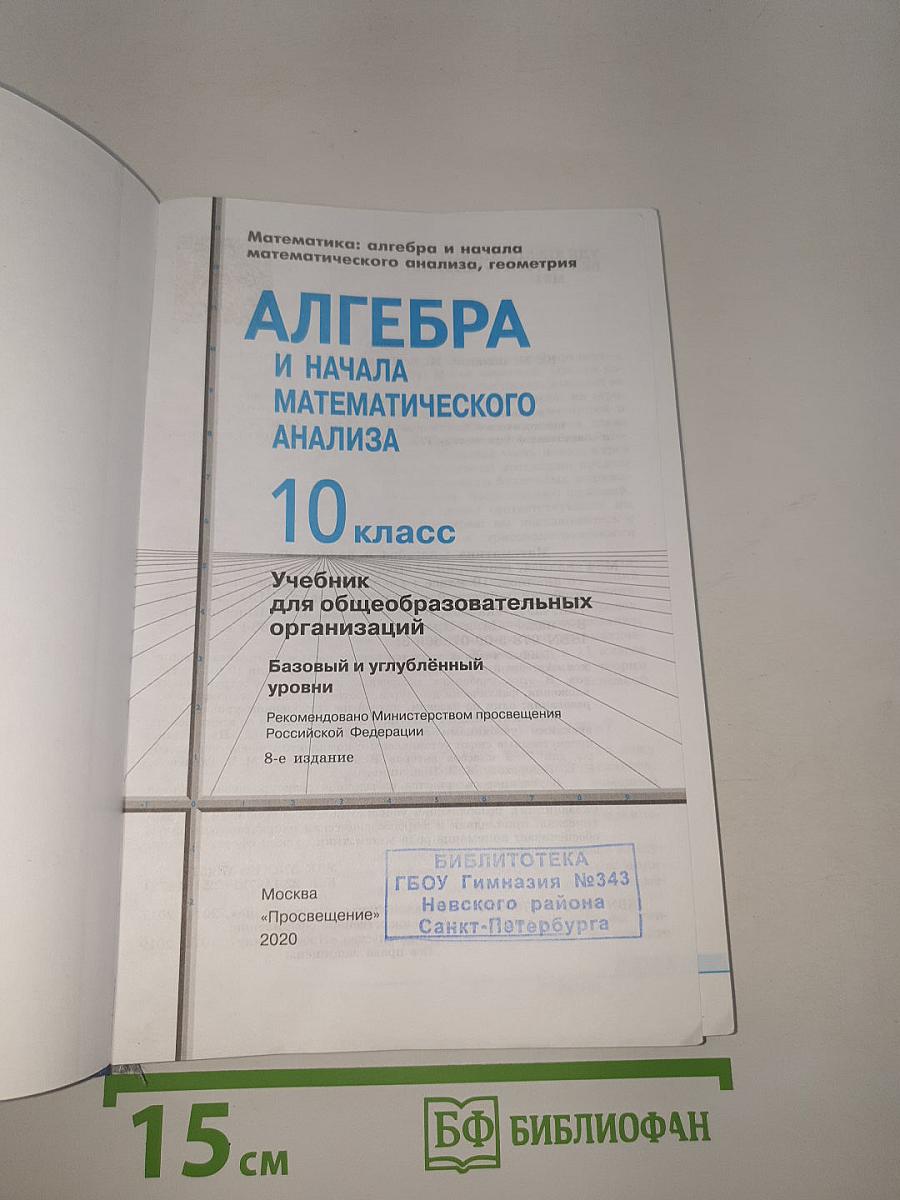 Математика: алгебра и начала
математического анализа, геометрия
АЛГЕБРА
И НАЧАЛА
МАТЕМАТИЧЕСКОГО
АНАЛИЗА
10 класс
Учебник
для общеобразовательных
организаций
Базовый и углублённый
уровни
Рекомендовано Министерством просвещения
Российской Федерации
8-е издание
Москва
«Просвещение»
2020
БИБЛИТОТЕКА
ГБОУ Гимназия №343
Невского района
Санкт-Петербурга
15 см
БФ БИБЛИОФАН